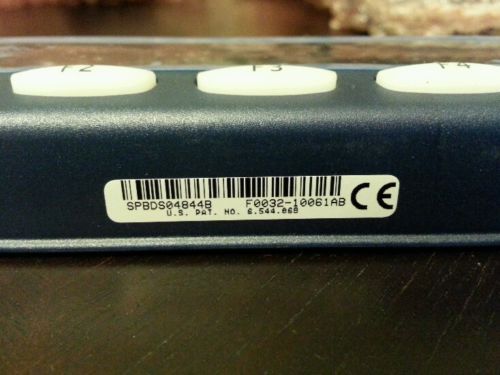 F2 F3 F4
SPBDS04844B F0032-10061AB CE
U.S. PAT. NO. 6.544.068